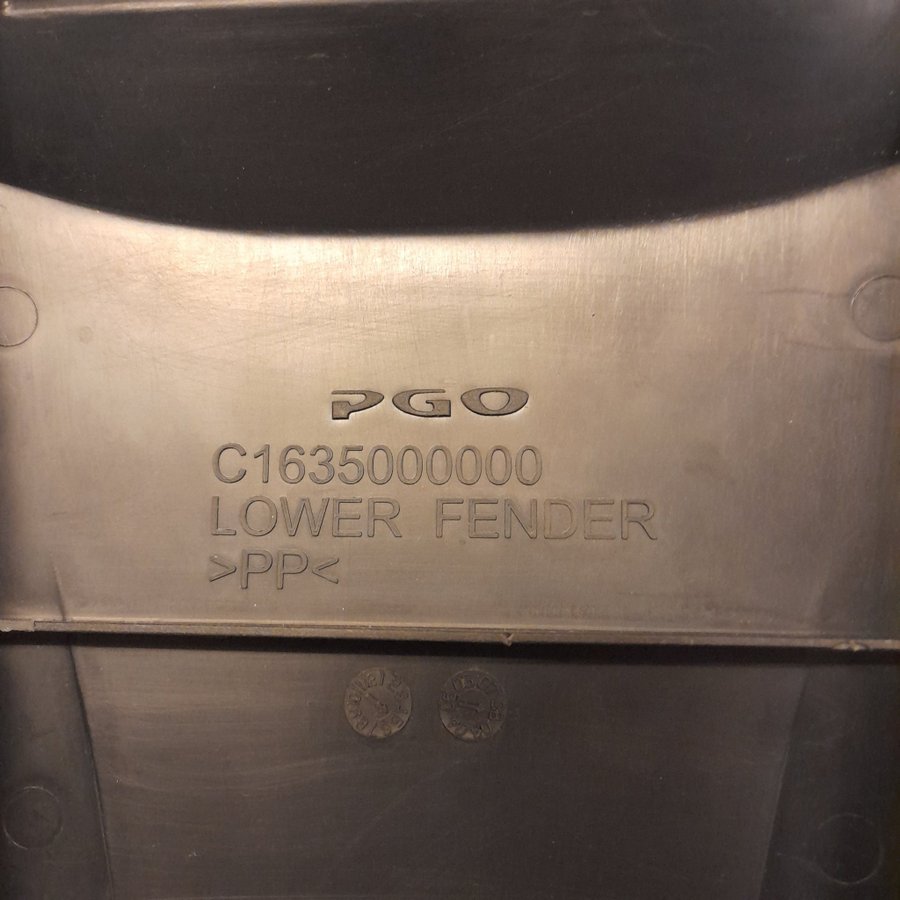 PGO
C1635000000
LOWER FENDER
>PP<